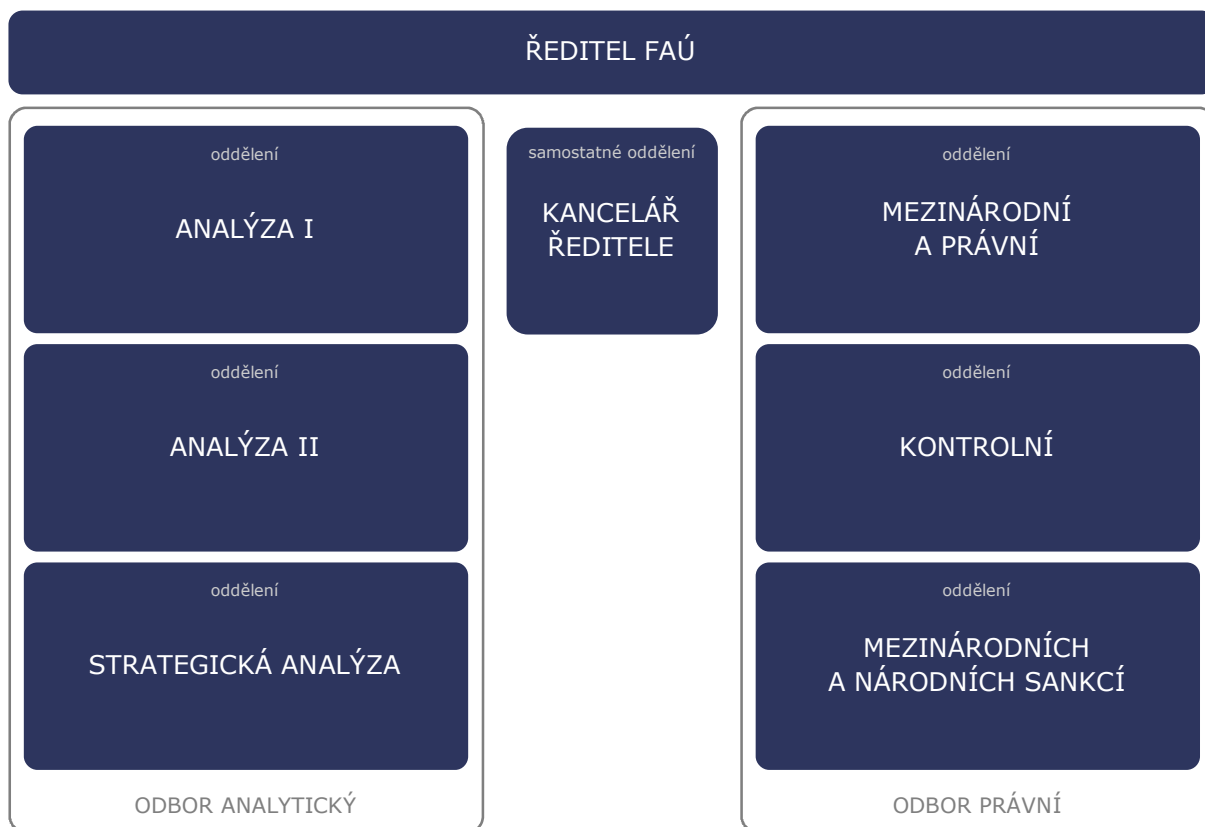 ŘEDITEL FAÚ
oddělení
ANALÝZA I
oddělení
ANALÝZA II
oddělení
STRATEGICKÁ ANALÝZA
ODBOR ANALYTICKÝ
samostatné oddělení
KANCELÁŘ
ŘEDITELE
oddělení
MEZINÁRODNÍ
A PRÁVNÍ
oddělení
KONTROLNÍ
oddělení
MEZINÁRODNÍCH
A NÁRODNÍCH SANKCÍ
ODBOR PRÁVNÍ